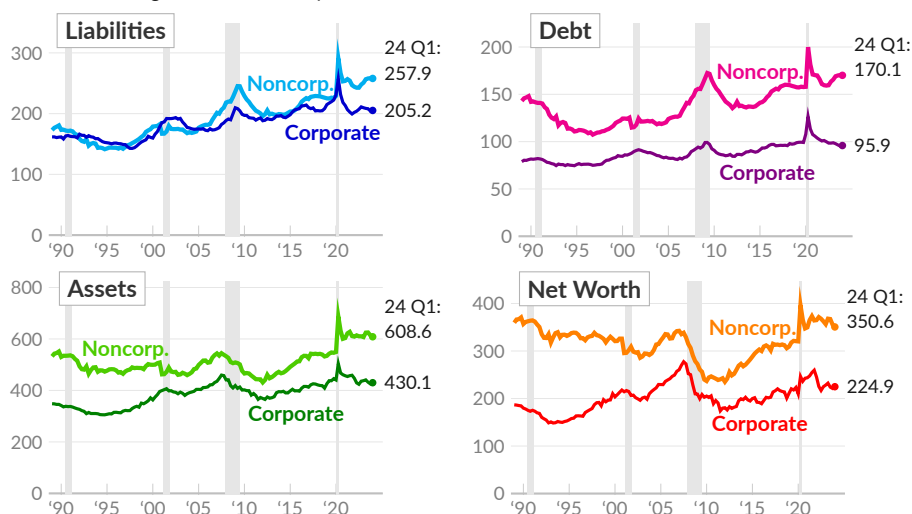 Liabilities
24 Q1:
300
Noncorp.
257.9
200
205.2
Corporate
100
0
‘90 ‘95 ‘00 ‘05 ‘10 ‘15 ‘20
Debt
24 Q1:
200
Noncorp.
170.1
150
100
95.9
Corporate
50
0
‘90 ‘95 ‘00 ‘05 ‘10 ‘15 ‘20
Assets
24 Q1:
800
608.6
600
Noncorp.
430.1
400
Corporate
200
0
‘90 ‘95 ‘00 ‘05 ‘10 ‘15 ‘20
Net Worth
24 Q1:
400
Noncorp.
350.6
300
224.9
200
Corporate
100
0
‘90 ‘95 ‘00 ‘05 ‘10 ‘15 ‘20